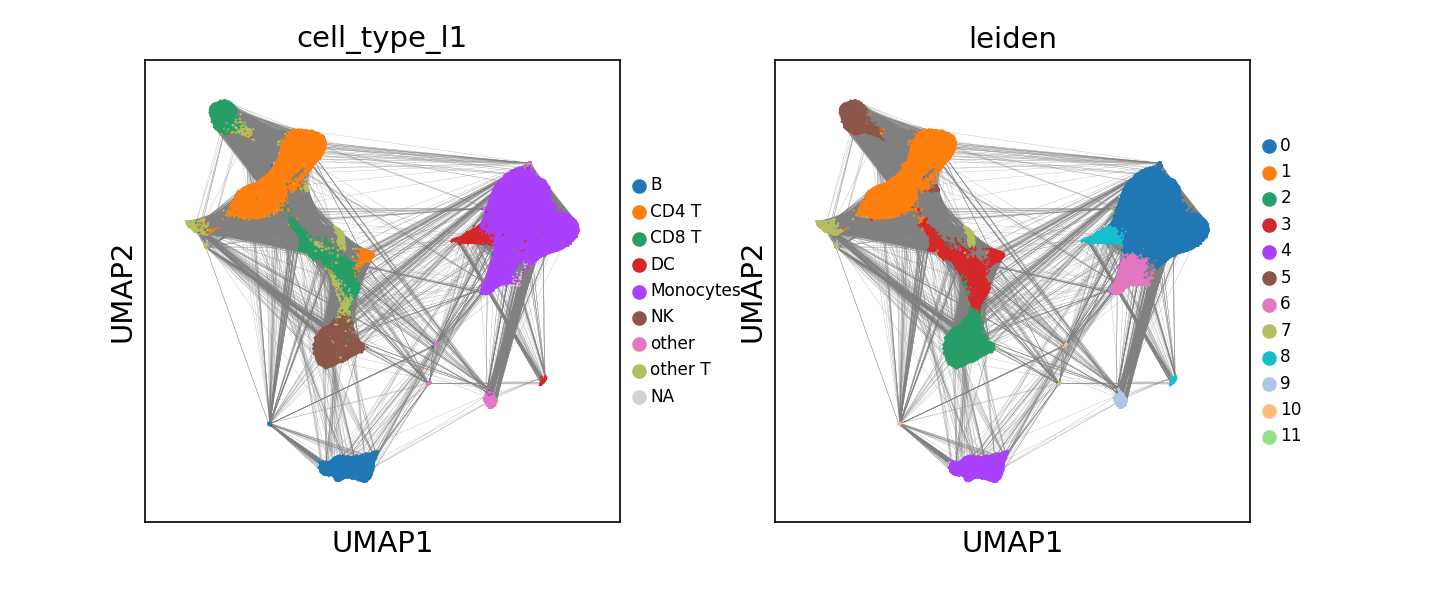 cell_type_l1
UMAP2
UMAP1
B
CD4 T
CD8 T
DC
Monocytes
NK
other
other T
NA
leiden
UMAP2
UMAP1
0
1
2
3
4
5
6
7
8
9
10
11